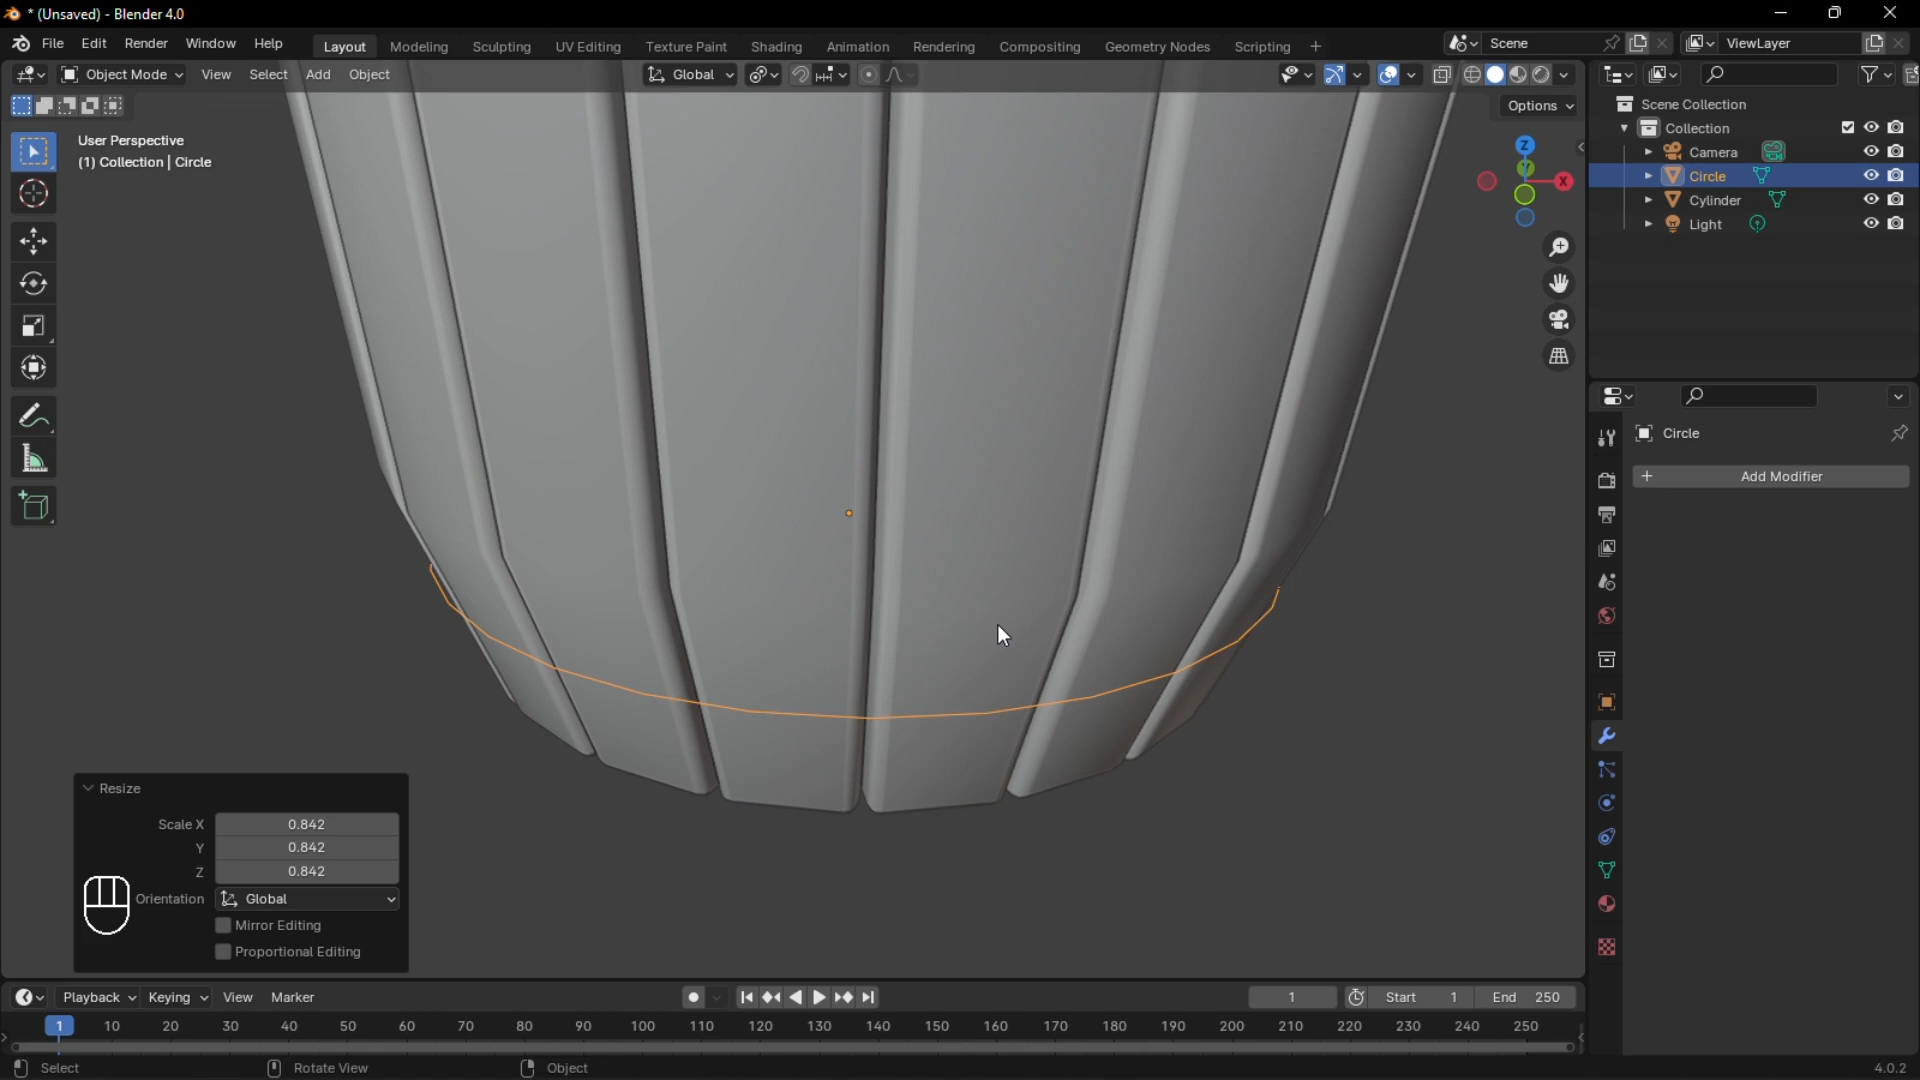 * (Unsaved) - Blender 4.0
File Edit Render Window Help
Layout Modeling Sculpting UV Editing Texture Paint Shading Animation Rendering Compositing Geometry Nodes Scripting +
Scene
ViewLayer
Object Mode View Select Add Object
Global
Options
User Perspective
(1) Collection | Circle
Z
Y
X
Scene Collection
Collection
Camera
Circle
Cylinder
Light
Circle
+ Add Modifier
Resize
Scale X 0.842
Y 0.842
Z 0.842
Orientation Global
Mirror Editing
Proportional Editing
Playback Keying View Marker
1
Start 1
End 250
1 10 20 30 40 50 60 70 80 90 100 110 120 130 140 150 160 170 180 190 200 210 220 230 240 250
Select
Rotate View
Object
4.0.2